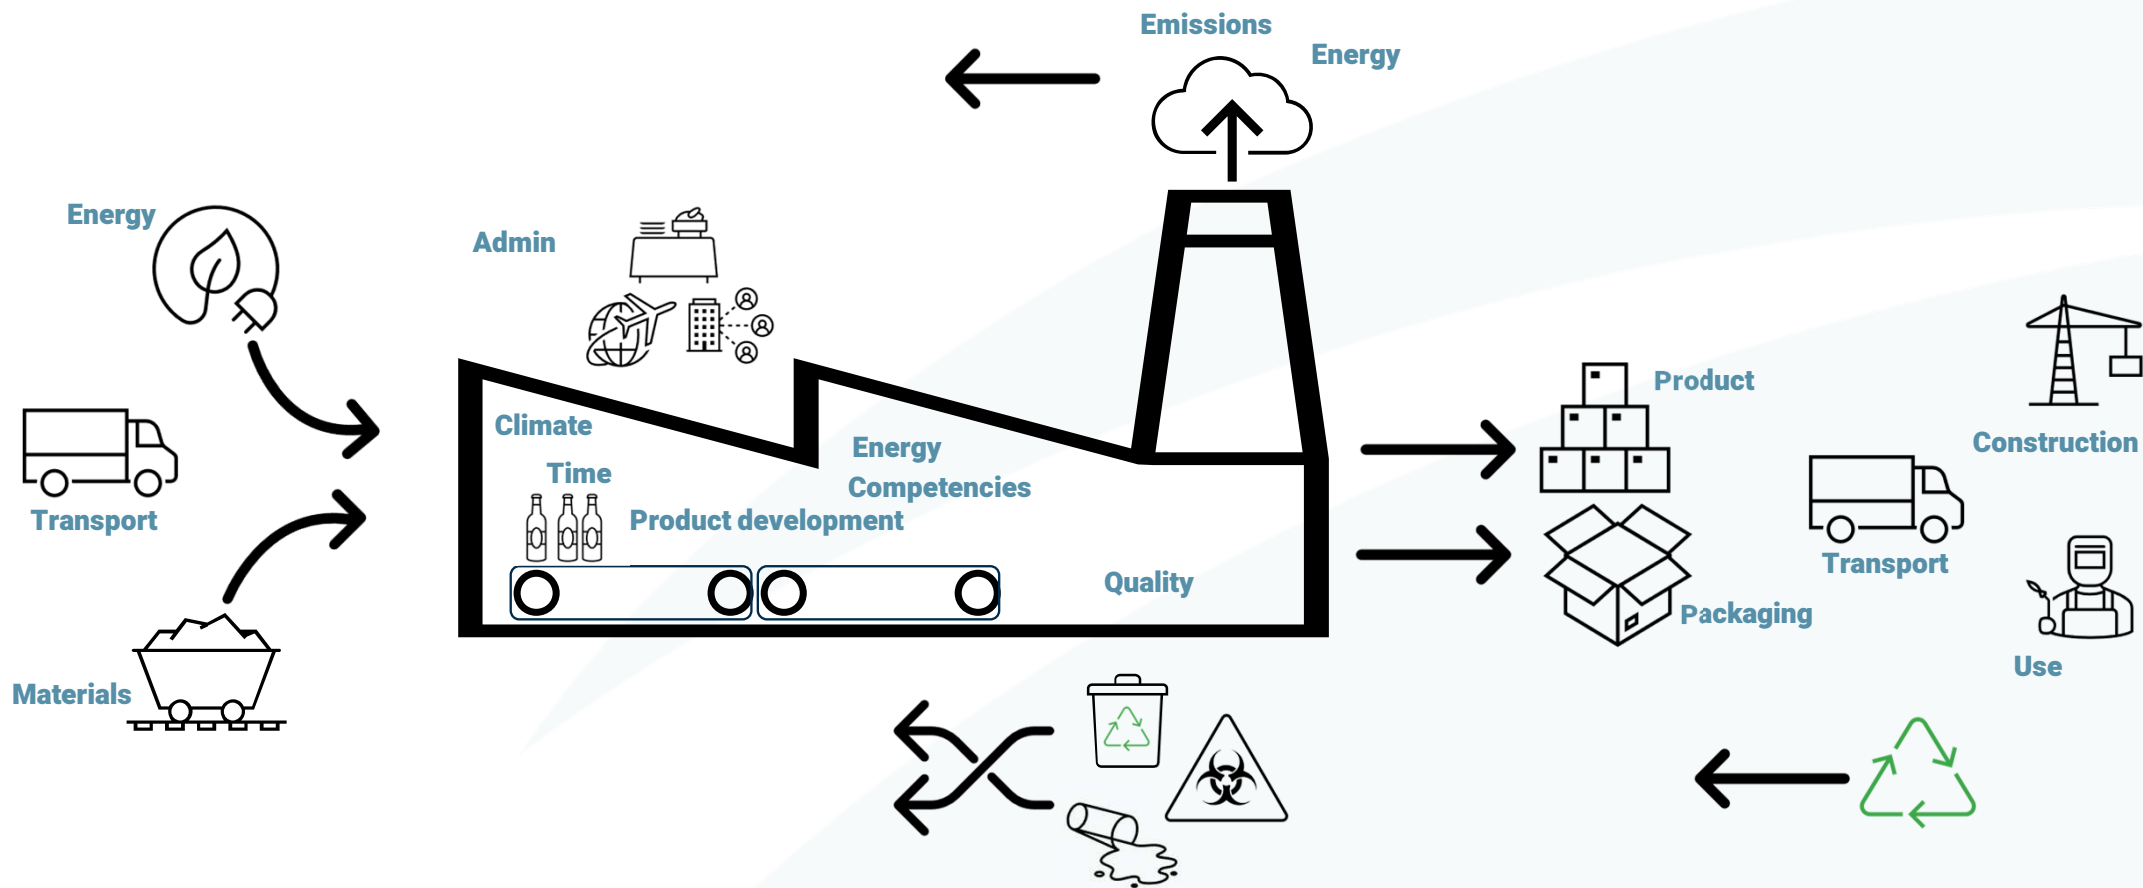 Emissions
Energy
Energy
Admin
Transport
Materials
Climate
Time
Energy
Competencies
Product development
Quality
Product
Packaging
Construction
Transport
Use